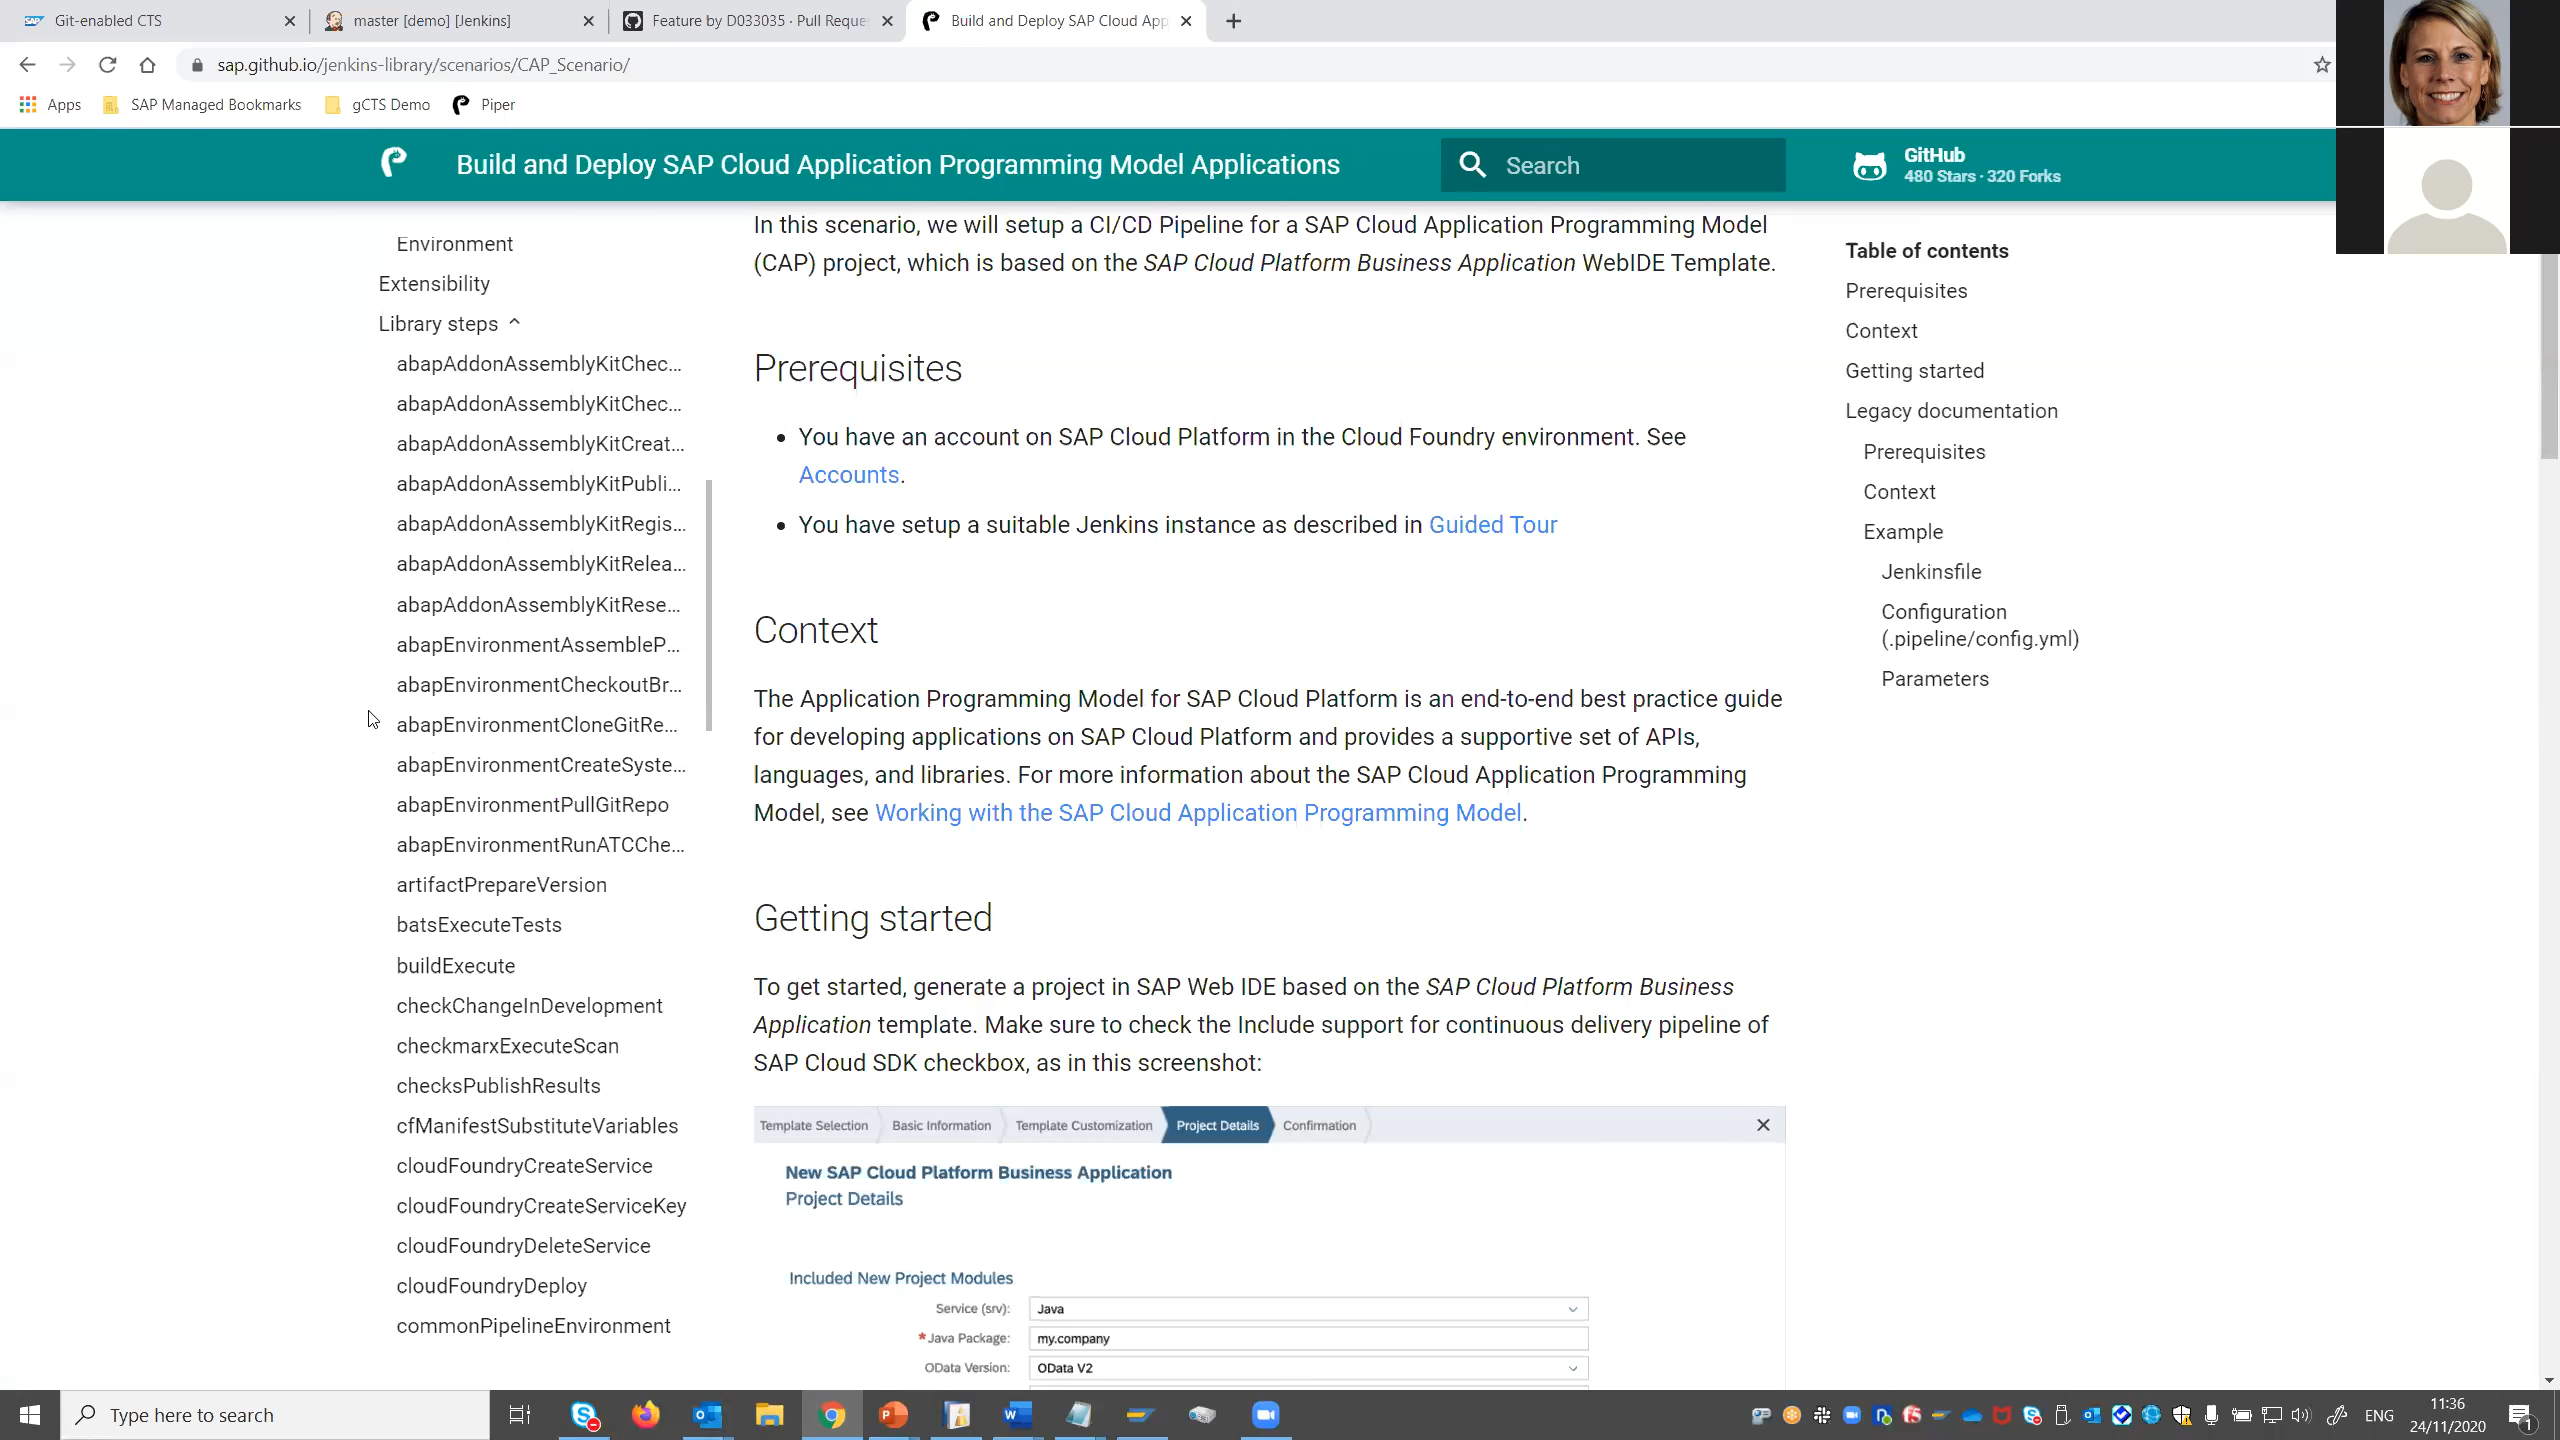 Git-enabled CTS
master [demo] [Jenkins]
Feature by D033035 · Pull Reque
Build and Deploy SAP Cloud App
sap.github.io/jenkins-library/scenarios/CAP_Scenario/
Apps
SAP Managed Bookmarks
gCTS Demo
Piper
Build and Deploy SAP Cloud Application Programming Model Applications
Search
GitHub
480 Stars · 320 Forks
Environment
Extensibility
Library steps
abapAddonAssemblyKitChec...
abapAddonAssemblyKitChec...
abapAddonAssemblyKitCreat...
abapAddonAssemblyKitPubli...
abapAddonAssemblyKitRegis...
abapAddonAssemblyKitRelea...
abapAddonAssemblyKitRese...
abapEnvironmentAssembleP...
abapEnvironmentCheckoutBr...
abapEnvironmentCloneGitRe...
abapEnvironmentCreateSyste...
abapEnvironmentPullGitRepo
abapEnvironmentRunATCChe...
artifactPrepareVersion
batsExecuteTests
buildExecute
checkChangeInDevelopment
checkmarxExecuteScan
checksPublishResults
cfManifestSubstituteVariables
cloudFoundryCreateService
cloudFoundryCreateServiceKey
cloudFoundryDeleteService
cloudFoundryDeploy
commonPipelineEnvironment
In this scenario, we will setup a CI/CD Pipeline for a SAP Cloud Application Programming Model
(CAP) project, which is based on the SAP Cloud Platform Business Application WebIDE Template.
Prerequisites
• You have an account on SAP Cloud Platform in the Cloud Foundry environment. See
Accounts.
• You have setup a suitable Jenkins instance as described in Guided Tour
Context
The Application Programming Model for SAP Cloud Platform is an end-to-end best practice guide
for developing applications on SAP Cloud Platform and provides a supportive set of APIs,
languages, and libraries. For more information about the SAP Cloud Application Programming
Model, see Working with the SAP Cloud Application Programming Model.
Getting started
To get started, generate a project in SAP Web IDE based on the SAP Cloud Platform Business
Application template. Make sure to check the Include support for continuous delivery pipeline of
SAP Cloud SDK checkbox, as in this screenshot:
Template Selection
Basic Information
Template Customization
Project Details
Confirmation
New SAP Cloud Platform Business Application
Project Details
Included New Project Modules
Service (srv): Java
*Java Package: my.company
OData Version: OData V2
Table of contents
Prerequisites
Context
Getting started
Legacy documentation
Prerequisites
Context
Example
Jenkinsfile
Configuration
(.pipeline/config.yml)
Parameters
Type here to search
ENG
11:36
24/11/2020
1